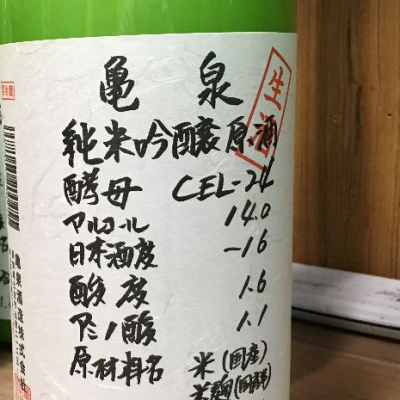 亀泉
生酒
純米吟醸原酒
酵母 CEL-24
アルコール 14.0
日本酒度 -16
酸度 1.6
アミノ酸 1.1
原材料名 米(国産)
米麹(国産米)